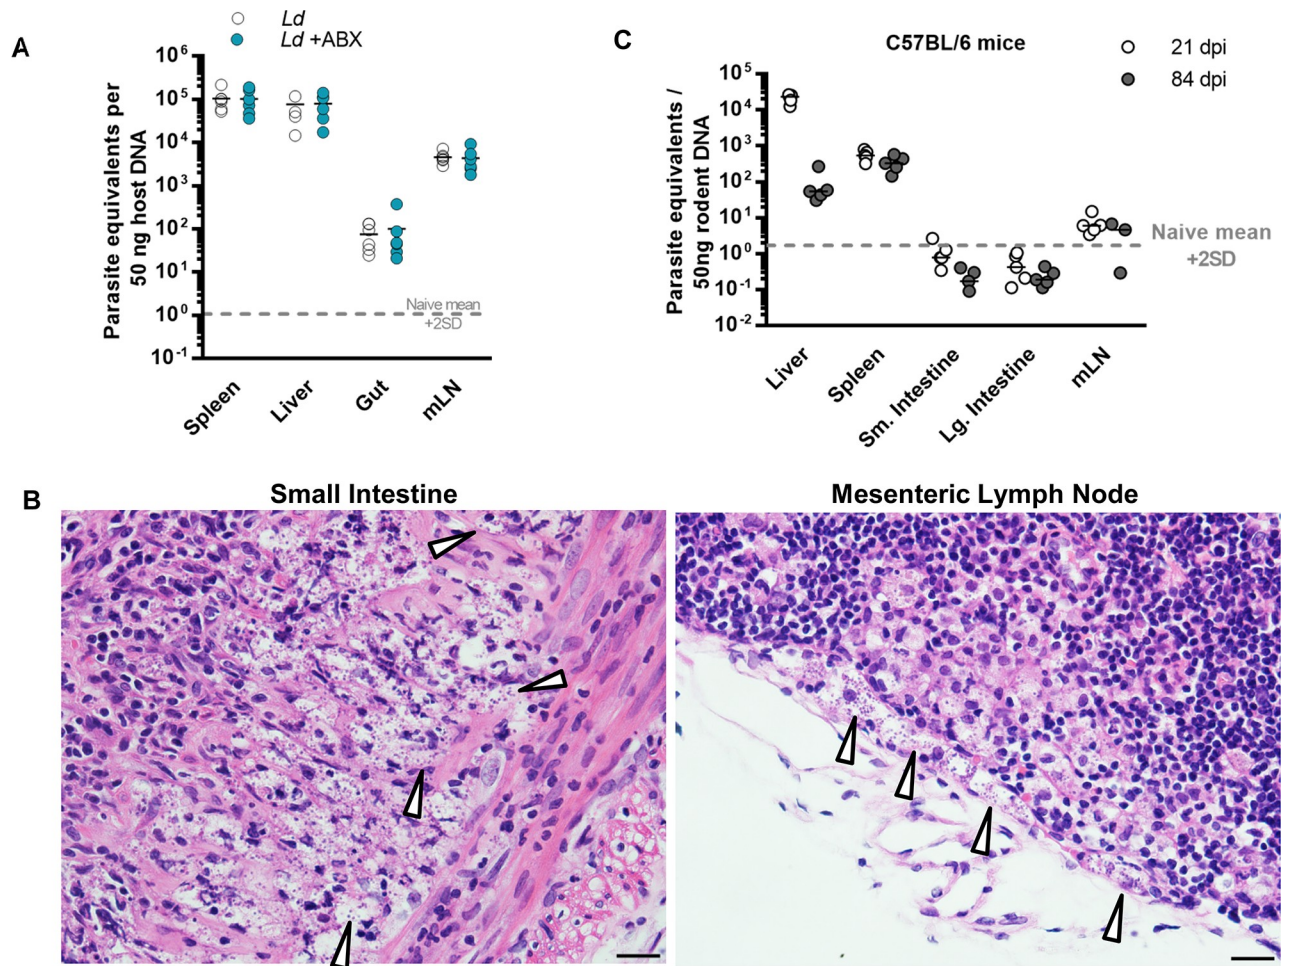 A
Ld
Ld +ABX
Parasite equivalents per
50 ng host DNA
10^6
10^5
10^4
10^3
10^2
10^1
10^0
10^-1
Naive mean
+2SD
Spleen
Liver
Gut
mLN
C
C57BL/6 mice
21 dpi
84 dpi
Parasite equivalents /
50ng rodent DNA
10^5
10^4
10^3
10^2
10^1
10^0
10^-1
10^-2
Naive mean
+2SD
Liver
Spleen
Sm. Intestine
Lg. Intestine
mLN
B
Small Intestine
Mesenteric Lymph Node